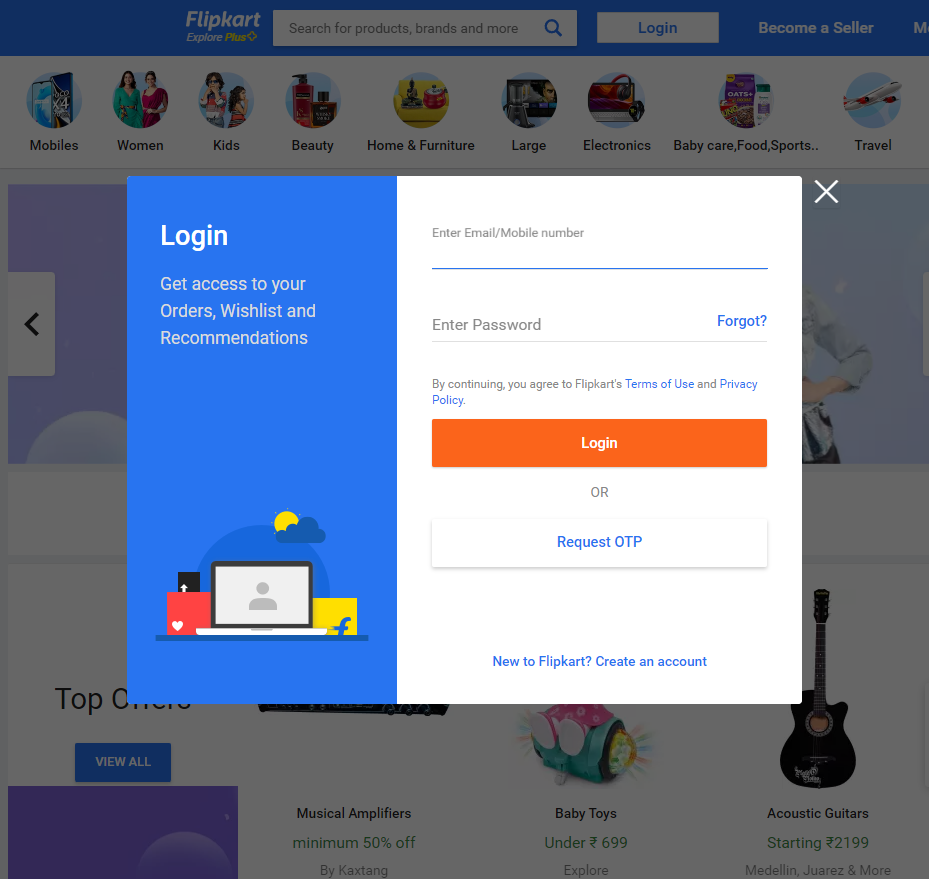 Flipkart
Explore Plus
Search for products, brands and more
Login
Become a Seller
Mobiles
Women
Kids
Beauty
Home & Furniture
Large
Electronics
Baby care,Food,Sports..
Travel
Login
Get access to your
Orders, Wishlist and
Recommendations
Enter Email/Mobile number
Enter Password
Forgot?
By continuing, you agree to Flipkart's Terms of Use and Privacy
Policy.
Login
OR
Request OTP
New to Flipkart? Create an account
Top Offers
VIEW ALL
Musical Amplifiers
minimum 50% off
By Kaxtang
Baby Toys
Under ₹ 699
Explore
Acoustic Guitars
Starting ₹2199
Medellin, Juarez & More